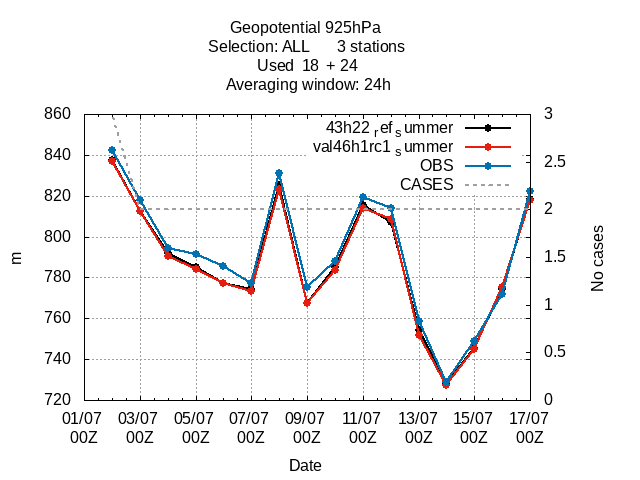 Geopotential 925hPa
Selection: ALL 3 stations
Used 18 + 24
Averaging window: 24h
43h22 ref summer
val46h1rc1 summer
OBS
CASES
860
840
820
800
780
760
740
720
3
2.5
2
1.5
1
0.5
0
m
No cases
01/07 03/07 05/07 07/07 09/07 11/07 13/07 15/07 17/07
00Z 00Z 00Z 00Z 00Z 00Z 00Z 00Z 00Z
Date